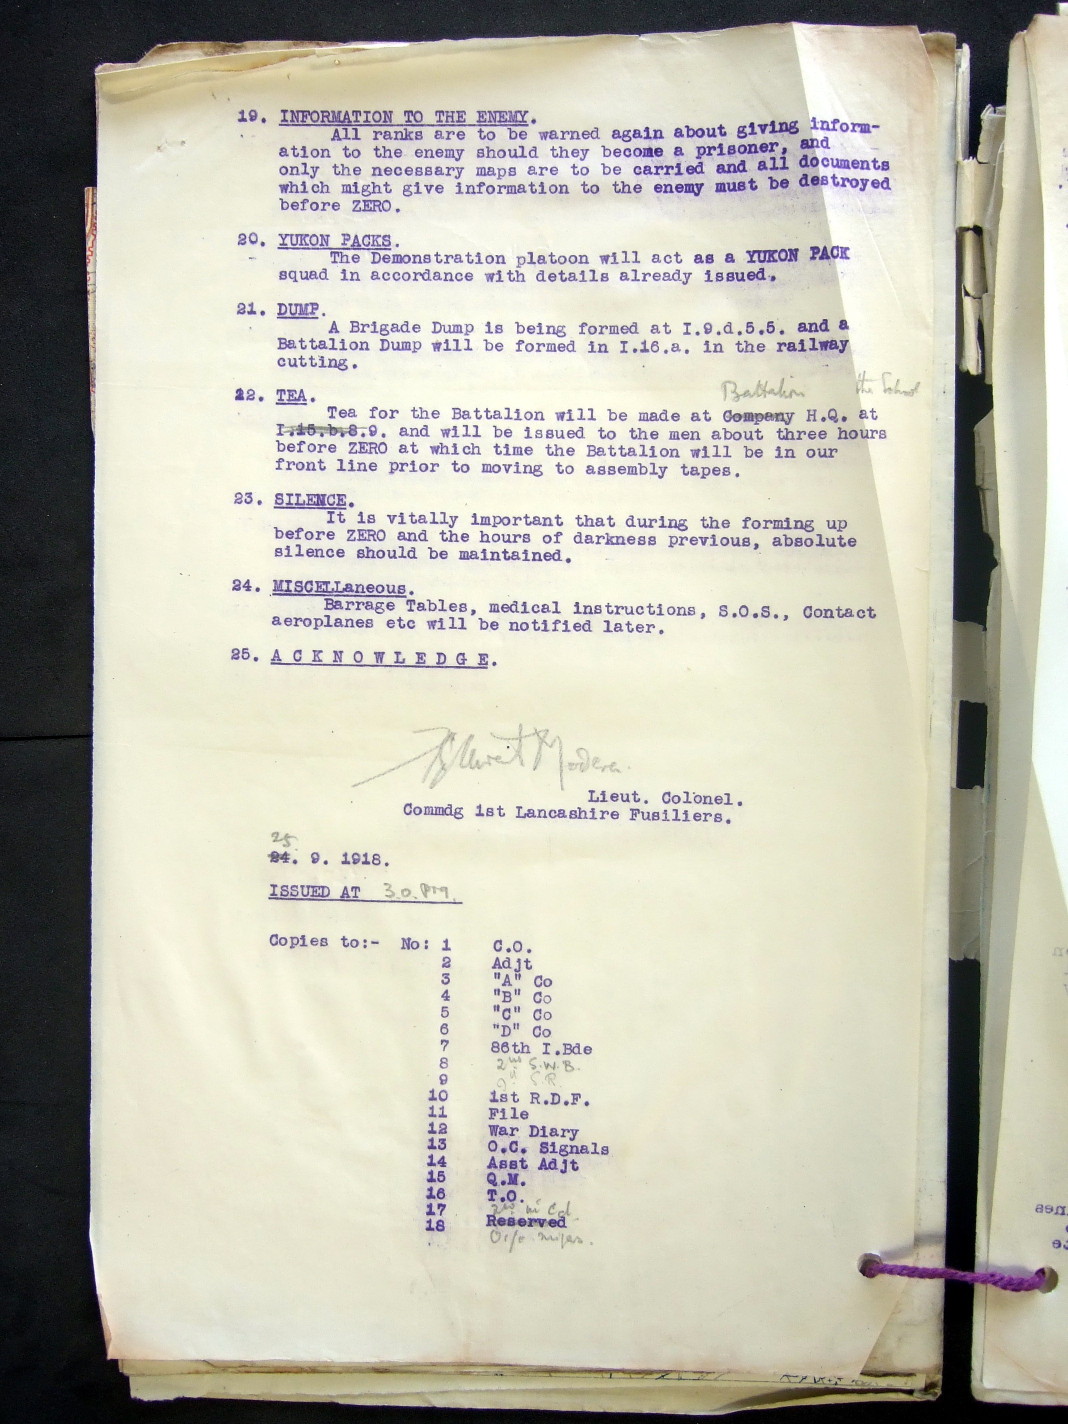 19. INFORMATION TO THE ENEMY.
All ranks are to be warned again about giving inform-
ation to the enemy should they become a prisoner, and
only the necessary maps are to be carried and all documents
which might give information to the enemy must be destroyed
before ZERO.
20. YUKON PACKS.
The Demonstration platoon will act as a YUKON PACK
squad in accordance with details already issued.
21. DUMP.
A Brigade Dump is being formed at I.9.d.5.5. and a
Battalion Dump will be formed in I.16.a. in the railway
cutting.
Battalion the School
22. TEA.
Tea for the Battalion will be made at Company H.Q. at
I.15.b.8.9. and will be issued to the men about three hours
before ZERO at which time the Battalion will be in our
front line prior to moving to assembly tapes.
23. SILENCE.
It is vitally important that during the forming up
before ZERO and the hours of darkness previous, absolute
silence should be maintained.
24. MISCELLaneous.
Barrage Tables, medical instructions, S.O.S., Contact
aeroplanes etc will be notified later.
25. A C K N O W L E D G E.
Lieut. Colonel.
Commdg 1st Lancashire Fusiliers.
25
24. 9. 1918.
ISSUED AT 3.0. PM.
Copies to:- No: 1 C.O.
2 Adjt
3 "A" Co
4 "B" Co
5 "C" Co
6 "D" Co
7 86th I.Bde
8 2nd S.W.B.
9
10 1st R.D.F.
11 File
12 War Diary
13 O.C. Signals
14 Asst Adjt
15 Q.M.
16 T.O.
17 2nd in Cd
18 Reserved